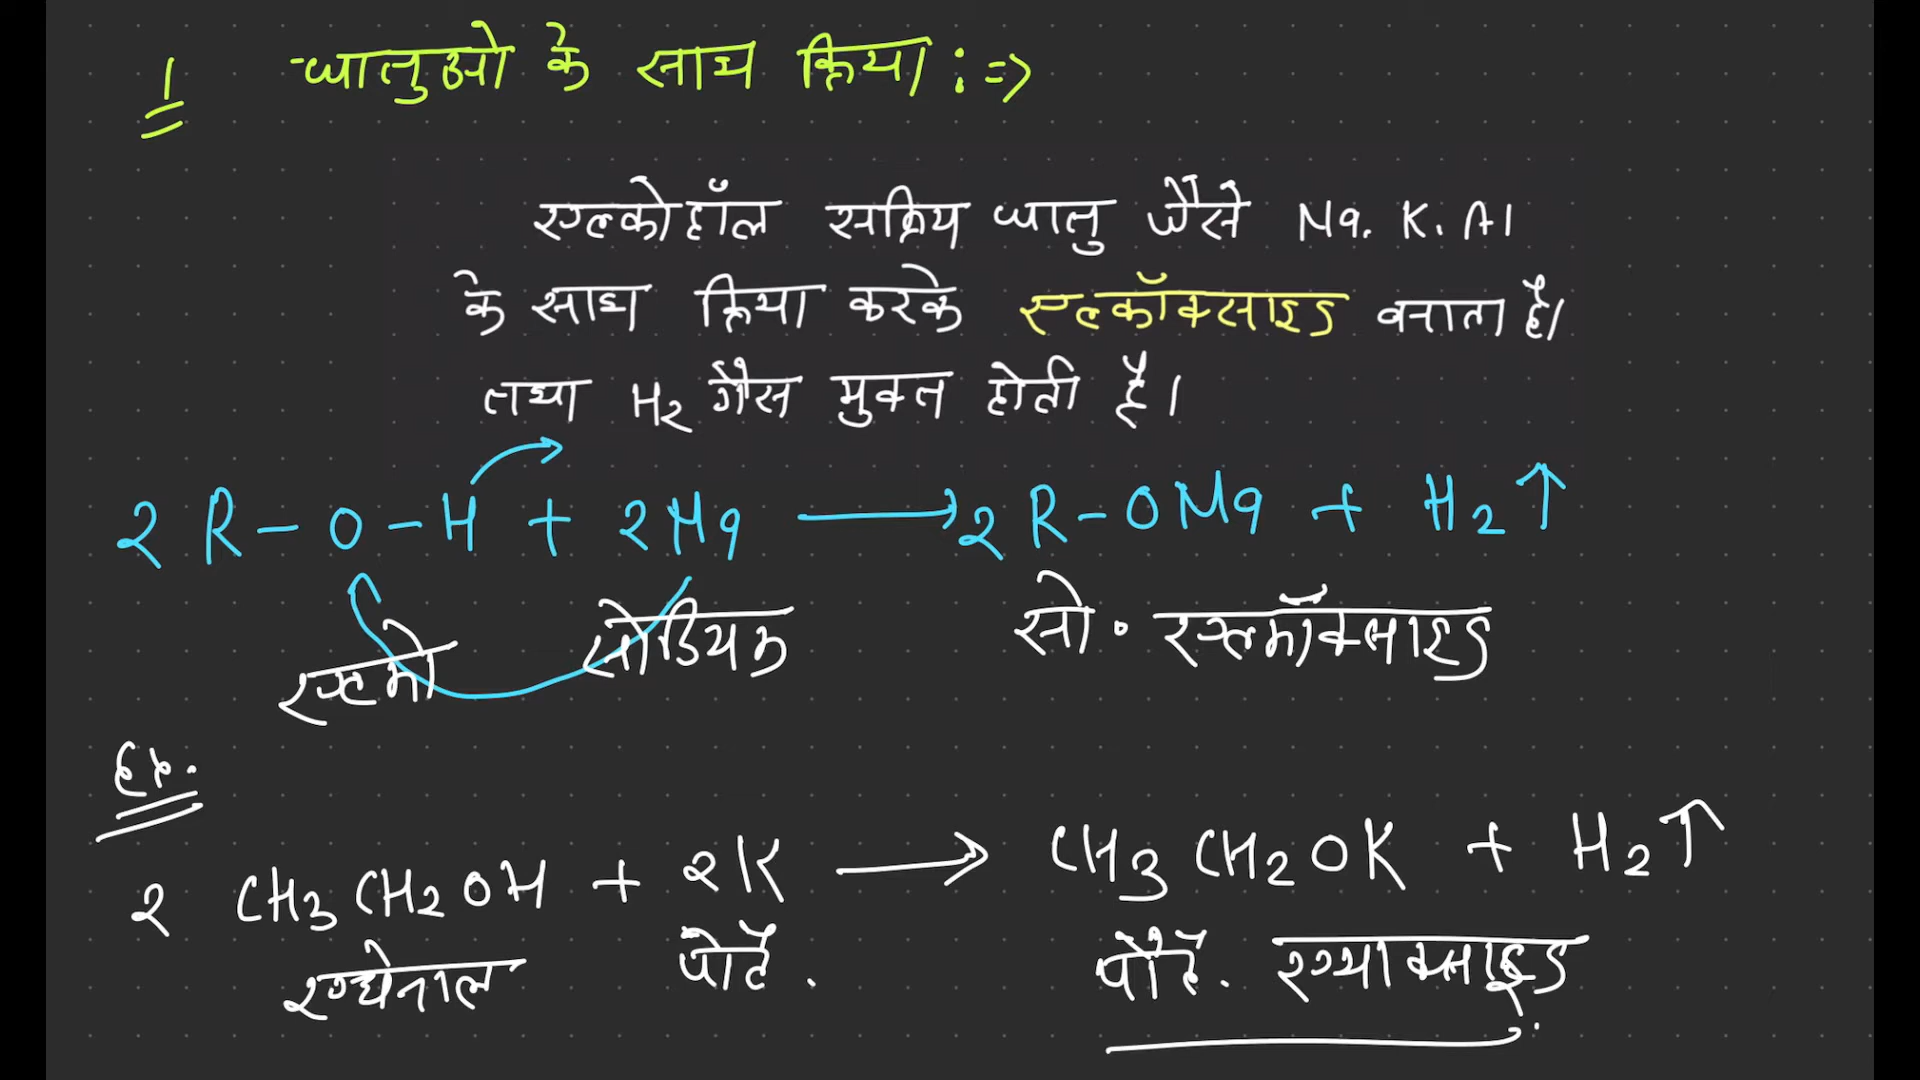 1 धातुओ के साथ क्रिया :=>
एल्कोहॉल सक्रिय धातु जैसे Na. K. Al
के साथ क्रिया करके एल्कॉक्साइड बनाता है।
तथा H2 गैस मुक्त होती है।
2 R-O-H + 2Na → 2 R-ONa + H2↑
एल्को सोडियम सो. एल्कॉक्साइड
Ex.
2 CH3CH2OH + 2K → CH3CH2OK + H2↑
एथेनाल पोटै. पोटै. एथाक्साइड